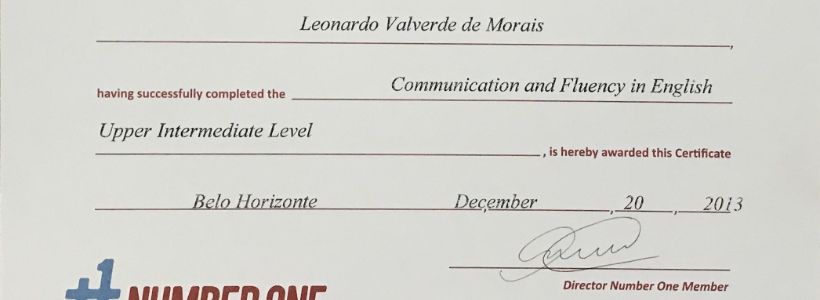 Leonardo Valverde de Morais,
having successfully completed the Communication and Fluency in English
Upper Intermediate Level, is hereby awarded this Certificate
Belo Horizonte December, 20, 2013
Director Number One Member
#1 NUMBER ONE